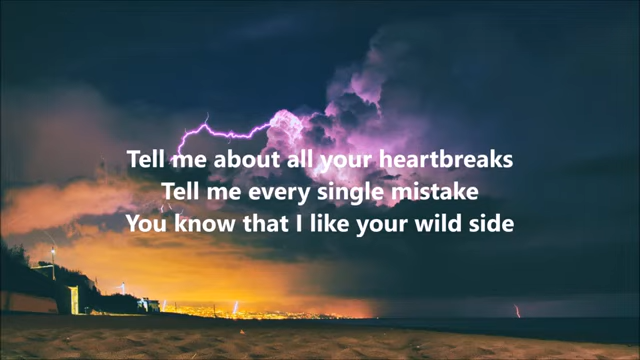 Tell me about all your heartbreaks
Tell me every single mistake
You know that I like your wild side